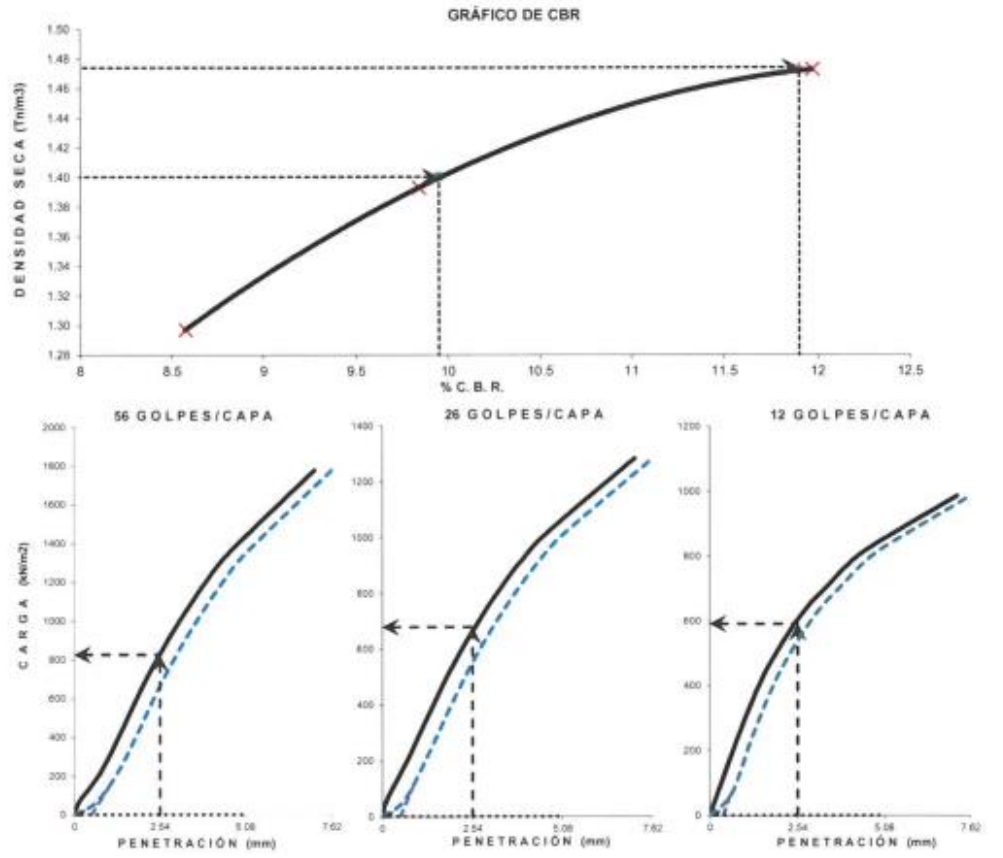 GRÁFICO DE CBR
DENSIDAD SECA (Tn/m3)
1.50
1.48
1.46
1.44
1.42
1.40
1.38
1.36
1.34
1.32
1.30
1.28
8 8.5 9 9.5 10 10.5 11 11.5 12 12.5
% C. B. R.
56 GOLPES/CAPA
CARGA (kN/m2)
2000
1800
1600
1400
1200
1000
800
600
400
200
0
0 2.54 5.08 7.62
PENETRACIÓN (mm)
26 GOLPES/CAPA
1400
1200
1000
800
600
400
200
0
0 2.54 5.08 7.62
PENETRACIÓN (mm)
12 GOLPES/CAPA
1200
1000
800
600
400
200
0
0 2.54 5.08 7.62
PENETRACIÓN (mm)